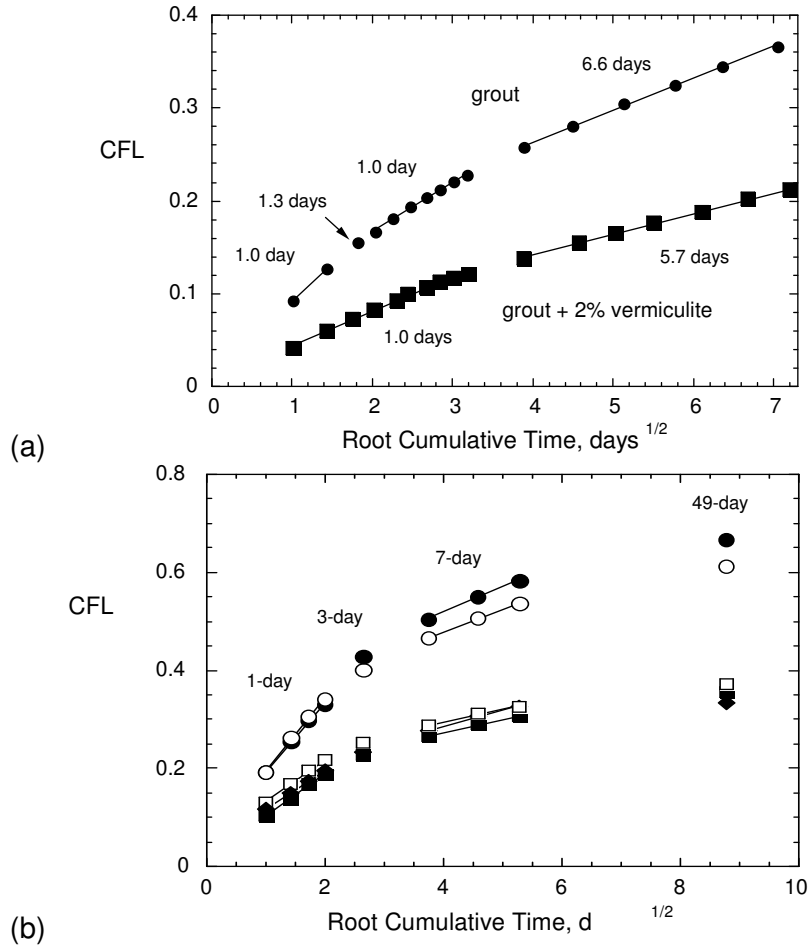 0.4
6.6 days
grout
0.3
CFL
1.0 day
0.2
1.3 days
1.0 day
5.7 days
0.1
grout + 2% vermiculite
1.0 days
0
0 1 2 3 4 5 6 7
Root Cumulative Time, days 1/2
(a)
0.8
49-day
7-day
0.6
CFL
3-day
0.4
1-day
0.2
0
0 2 4 6 8 10
Root Cumulative Time, d 1/2
(b)